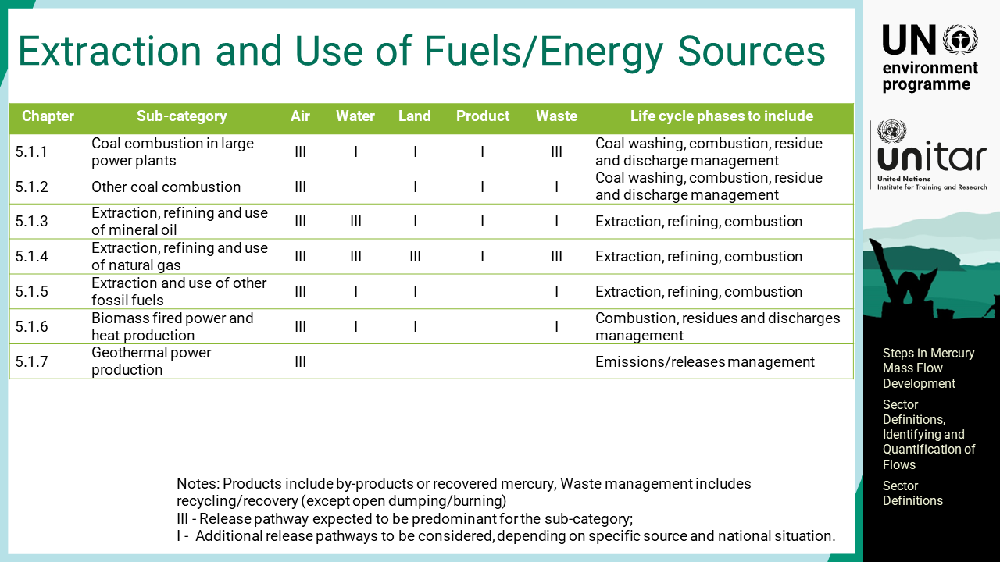 Extraction and Use of Fuels/Energy Sources
Chapter Sub-category Air Water Land Product Waste Life cycle phases to include
5.1.1 Coal combustion in large power plants III I I I III Coal washing, combustion, residue and discharge management
5.1.2 Other coal combustion III I I I Coal washing, combustion, residue and discharge management
5.1.3 Extraction, refining and use of mineral oil III III I I I Extraction, refining, combustion
5.1.4 Extraction, refining and use of natural gas III III III I III Extraction, refining, combustion
5.1.5 Extraction and use of other fossil fuels III I I I Extraction, refining, combustion
5.1.6 Biomass fired power and heat production III I I I Combustion, residues and discharges management
5.1.7 Geothermal power production III Emissions/releases management
Notes: Products include by-products or recovered mercury, Waste management includes
recycling/recovery (except open dumping/burning)
III - Release pathway expected to be predominant for the sub-category;
I - Additional release pathways to be considered, depending on specific source and national situation.
UN
environment
programme
unitar
United Nations
Institute for Training and Research
Steps in Mercury
Mass Flow
Development
Sector
Definitions,
Identifying and
Quantification of
Flows
Sector
Definitions